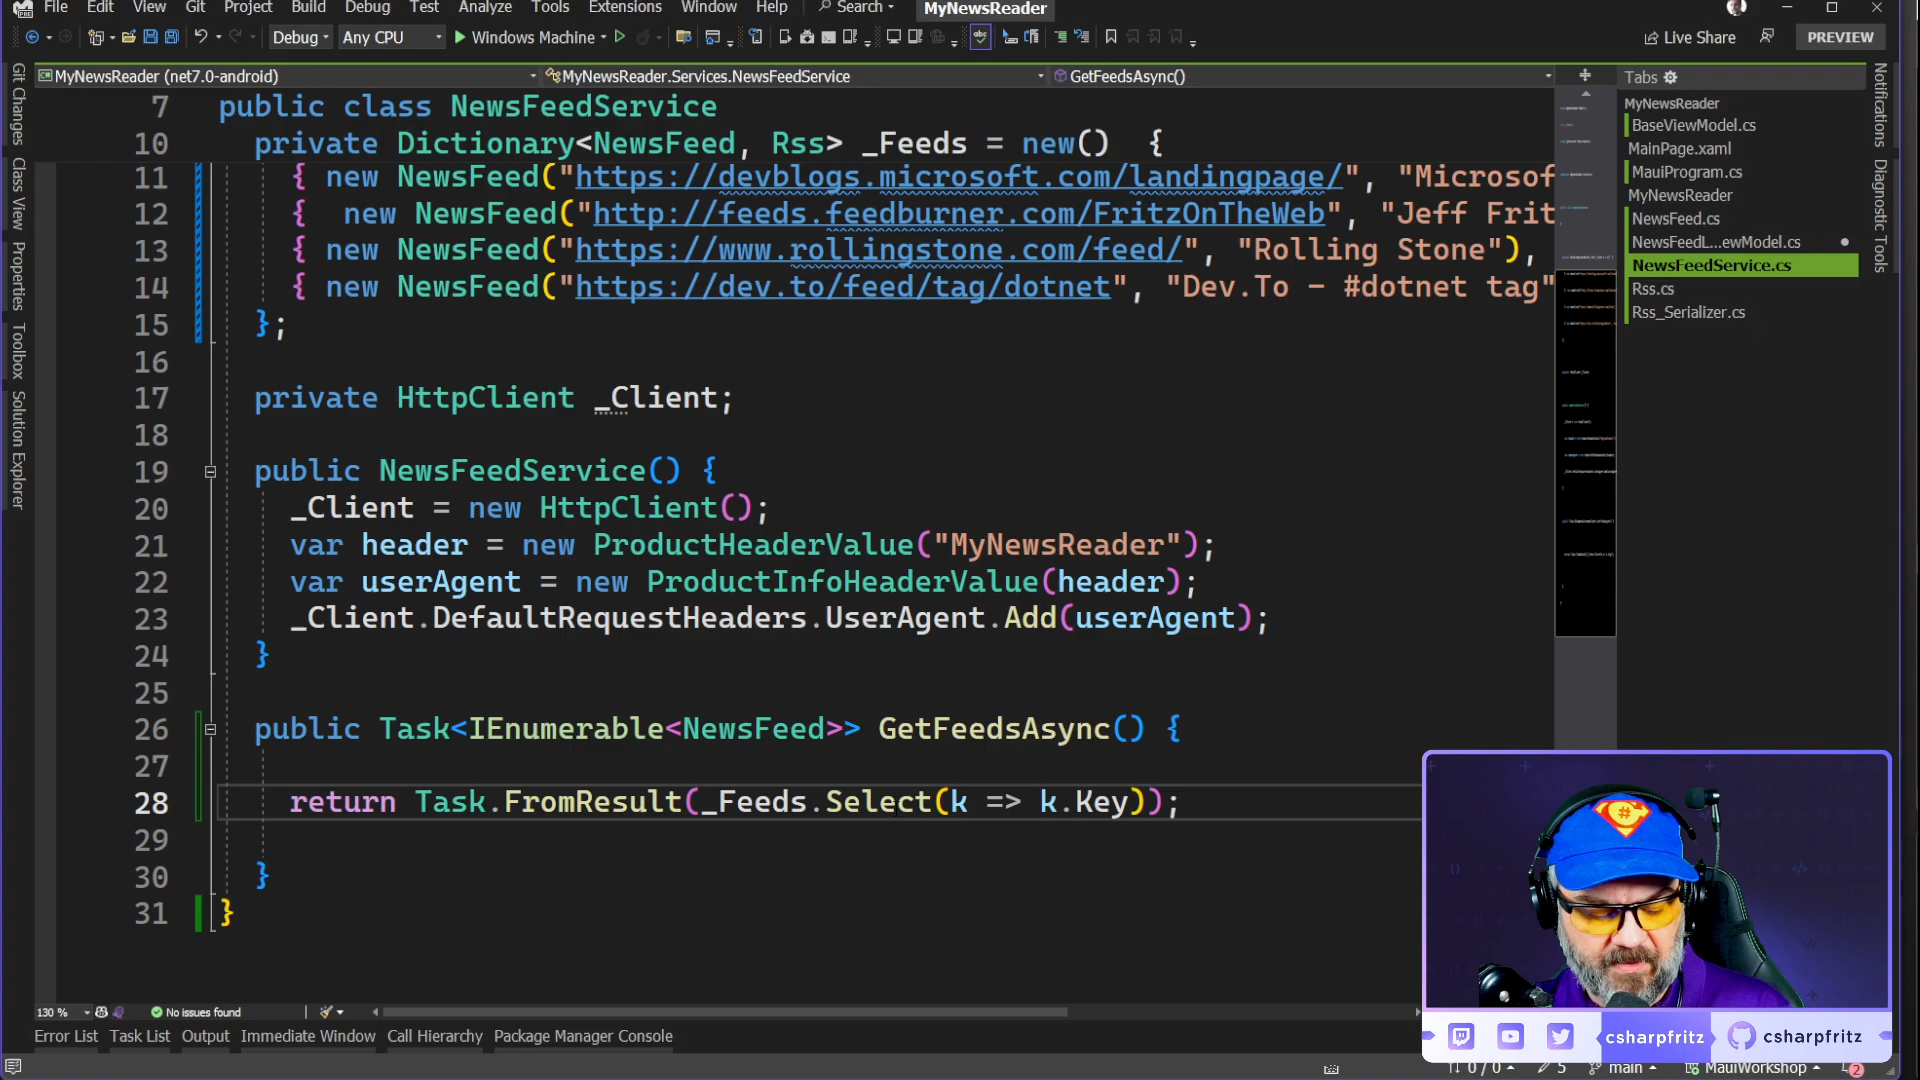 File Edit View Git Project Build Debug Test Analyze Tools Extensions Window Help Search MyNewsReader
Debug Any CPU Windows Machine Live Share PREVIEW
MyNewsReader (net7.0-android) MyNewsReader.Services.NewsFeedService GetFeedsAsync() Tabs
7 public class NewsFeedService
10 private Dictionary<NewsFeed, Rss> _Feeds = new() {
11 { new NewsFeed("https://devblogs.microsoft.com/landingpage/", "Microsof
12 { new NewsFeed("http://feeds.feedburner.com/FritzOnTheWeb", "Jeff Frit
13 { new NewsFeed("https://www.rollingstone.com/feed/", "Rolling Stone"),
14 { new NewsFeed("https://dev.to/feed/tag/dotnet", "Dev.To - #dotnet tag"
15 };
16
17 private HttpClient _Client;
18
19 public NewsFeedService() {
20 _Client = new HttpClient();
21 var header = new ProductHeaderValue("MyNewsReader");
22 var userAgent = new ProductInfoHeaderValue(header);
23 _Client.DefaultRequestHeaders.UserAgent.Add(userAgent);
24 }
25
26 public Task<IEnumerable<NewsFeed>> GetFeedsAsync() {
27
28 return Task.FromResult(_Feeds.Select(k => k.Key));
29
30 }
31 }
MyNewsReader
BaseViewModel.cs
MainPage.xaml
MauiProgram.cs
MyNewsReader
NewsFeed.cs
NewsFeedL...ewModel.cs
NewsFeedService.cs
Rss.cs
Rss_Serializer.cs
Git Changes
Class View
Properties
Toolbox
Solution Explorer
Notifications
Diagnostic Tools
130 % No issues found
Error List Task List Output Immediate Window Call Hierarchy Package Manager Console
csharpfritz csharpfritz
0 / 0 5 main MauiWorkshop 2